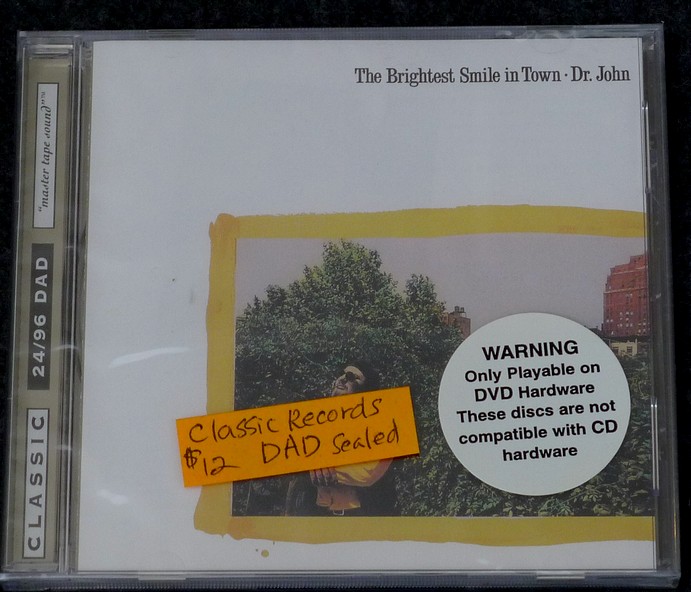 The Brightest Smile in Town · Dr. John
"master tape sound"™
24/96 DAD
CLASSIC
WARNING
Only Playable on
DVD Hardware
These discs are not
compatible with CD
hardware
Classic Records
$12 DAD Sealed